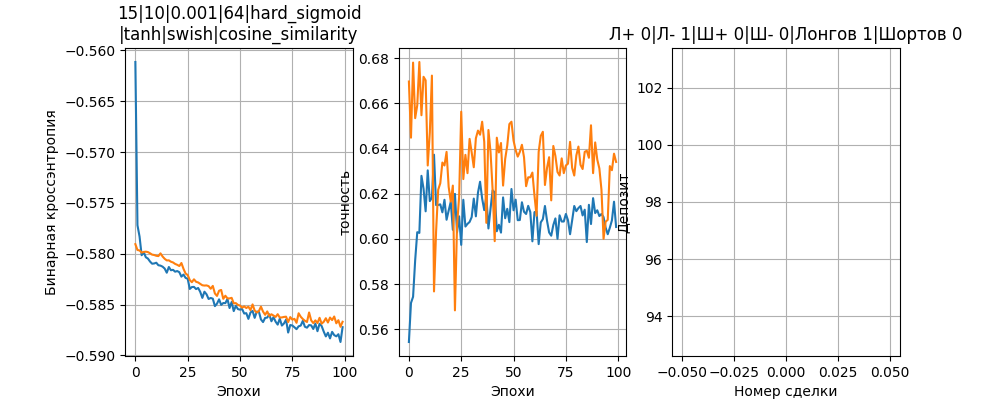 15|10|0.001|64|hard_sigmoid
|tanh|swish|cosine_similarity
−0.560
−0.565
−0.570
−0.575
−0.580
−0.585
−0.590
Бинарная кроссэнтропия
0 25 50 75 100
Эпохи
0.68
0.66
0.64
0.62
0.60
0.58
0.56
точность
0 25 50 75 100
Эпохи
Л+ 0|Л- 1|Ш+ 0|Ш- 0|Лонгов 1|Шортов 0
102
100
98
96
94
Депозит
−0.050 −0.025 0.000 0.025 0.050
Номер сделки